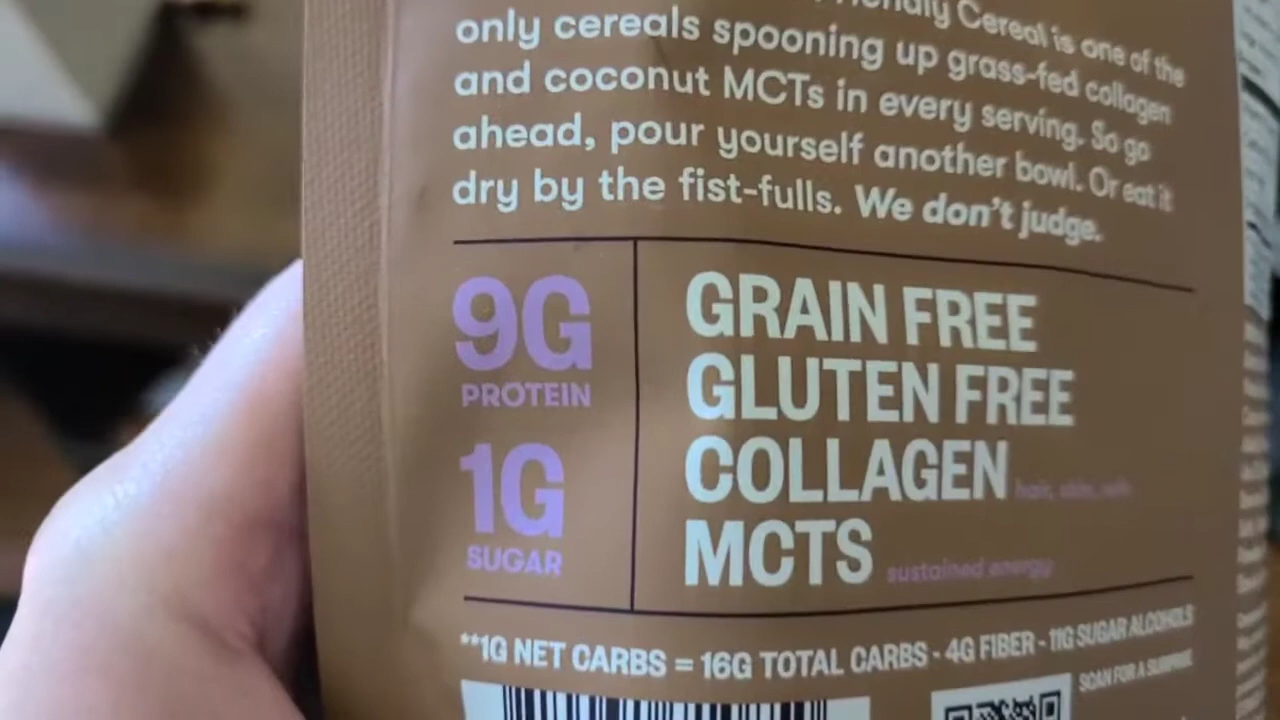 Cereal is one of the
only cereals spooning up grass-fed collagen
and coconut MCTs in every serving. So go
ahead, pour yourself another bowl. Or eat it
dry by the fist-fulls. We don't judge.
9G
PROTEIN
1G
SUGAR
GRAIN FREE
GLUTEN FREE
COLLAGEN hair, skin,
MCTS sustained energy
**1G NET CARBS = 16G TOTAL CARBS - 4G FIBER - 11G SUGAR ALCOHOLS
SCAN FOR A SURPRISE